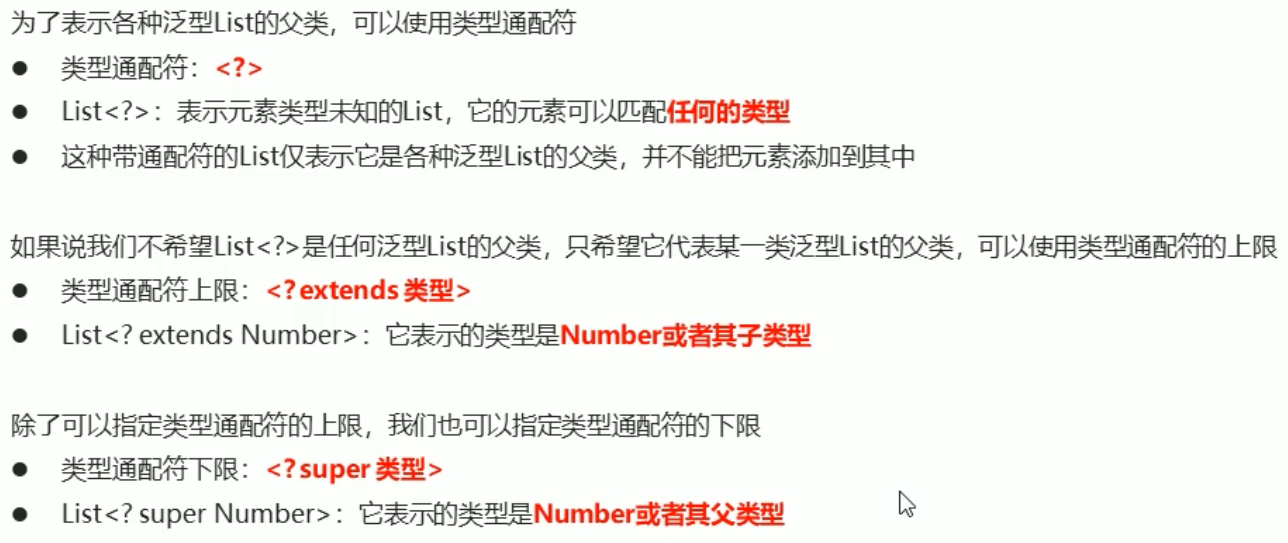 为了表示各种泛型List的父类，可以使用类型通配符
● 类型通配符：<?>
● List<?>：表示元素类型未知的List，它的元素可以匹配任何的类型
● 这种带通配符的List仅表示它是各种泛型List的父类，并不能把元素添加到其中
如果说我们不希望List<?>是任何泛型List的父类，只希望它代表某一类泛型List的父类，可以使用类型通配符的上限
● 类型通配符上限：<? extends 类型>
● List<? extends Number>：它表示的类型是Number或者其子类型
除了可以指定类型通配符的上限，我们也可以指定类型通配符的下限
● 类型通配符下限：<? super 类型>
● List<? super Number>：它表示的类型是Number或者其父类型